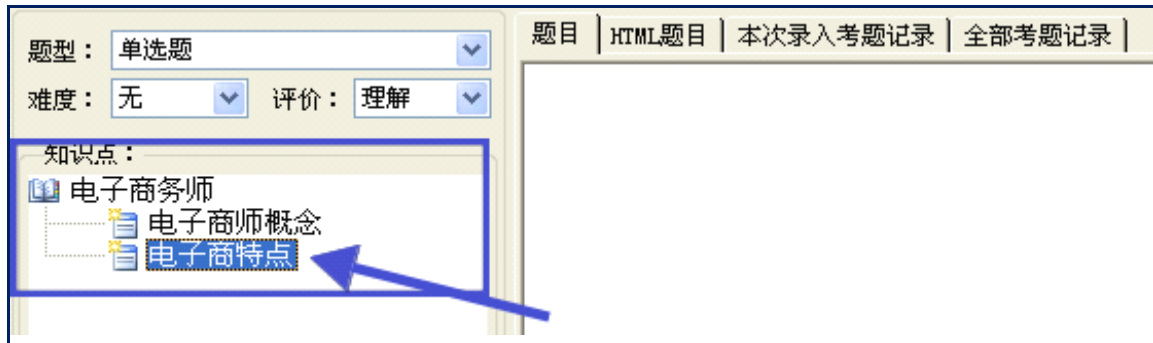 题型：单选题
难度：无 评价：理解
知识点：
电子商务师
电子商师概念
电子商特点
题目 HTML题目 本次录入考题记录 全部考题记录